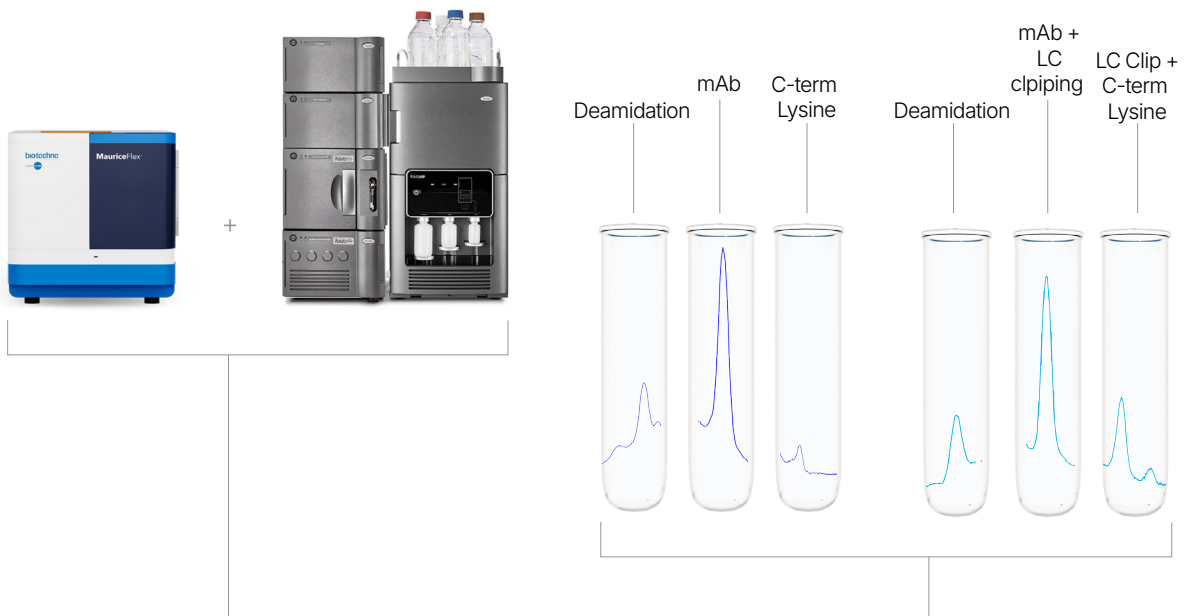 biotechne
MauriceFlex
+
Deamidation
mAb
C-term
Lysine
Deamidation
mAb +
LC
clpiping
LC Clip +
C-term
Lysine